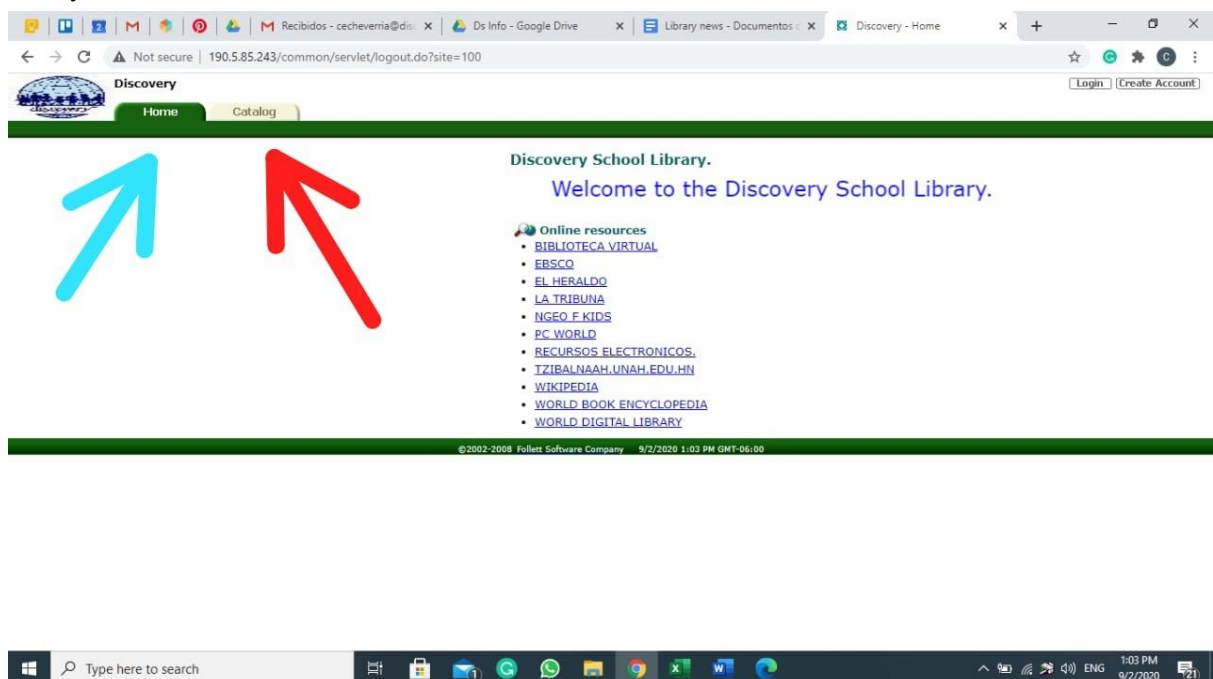 Recibidos - cecheverria@dis
Ds Info - Google Drive
Library news - Documentos d
Discovery - Home
Not secure | 190.5.85.243/common/servlet/logout.do?site=100
Discovery
Login
Create Account
discovery
Home
Catalog
Discovery School Library.
Welcome to the Discovery School Library.
Online resources
BIBLIOTECA VIRTUAL
EBSCO
EL HERALDO
LA TRIBUNA
NGEO F KIDS
PC WORLD
RECURSOS ELECTRONICOS.
TZIBALNAAH.UNAH.EDU.HN
WIKIPEDIA
WORLD BOOK ENCYCLOPEDIA
WORLD DIGITAL LIBRARY
©2002-2008 Follett Software Company 9/2/2020 1:03 PM GMT-06:00
Type here to search
ENG
1:03 PM
9/2/2020
21